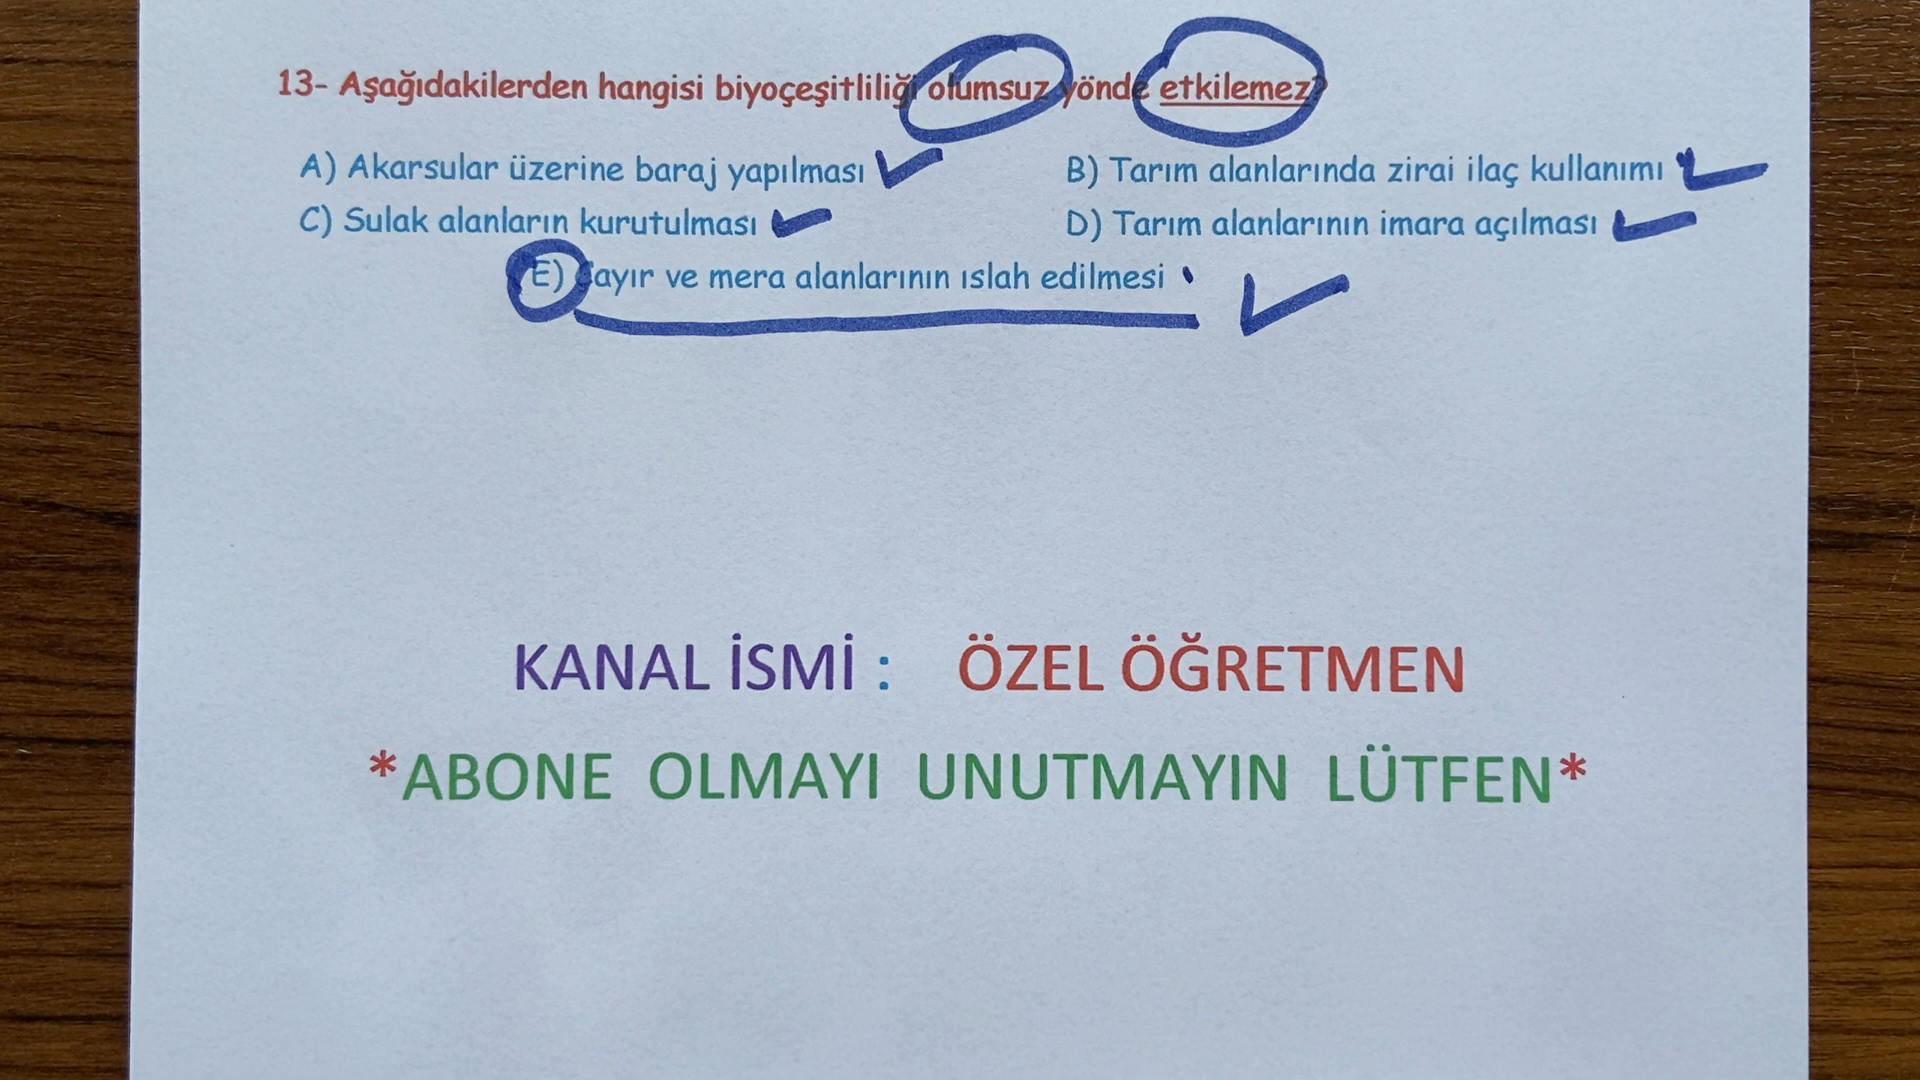 13- Aşağıdakilerden hangisi biyoçeşitliliği olumsuz yönde etkilemez?
A) Akarsular üzerine baraj yapılması
B) Tarım alanlarında zirai ilaç kullanımı
C) Sulak alanların kurutulması
D) Tarım alanlarının imara açılması
E) Çayır ve mera alanlarının ıslah edilmesi
KANAL İSMİ : ÖZEL ÖĞRETMEN
*ABONE OLMAYI UNUTMAYIN LÜTFEN*